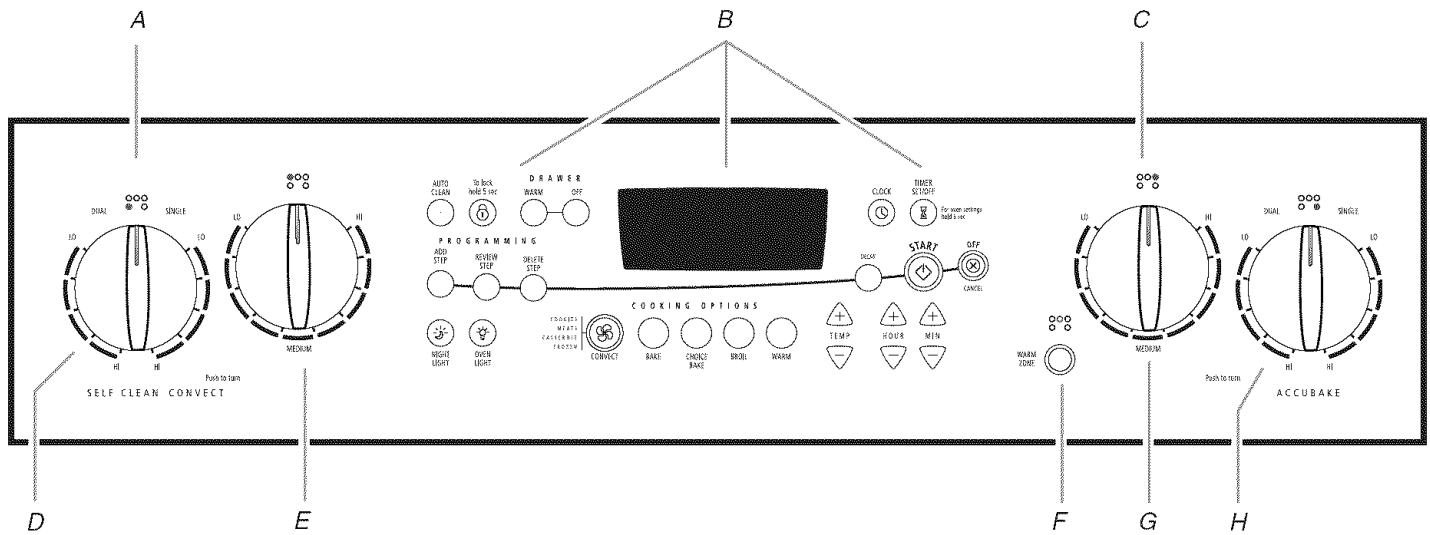 A
B
C
DUAL
SINGLE
LO
LO
HI
HI
Push to turn
SELF CLEAN CONVECT
LO
HI
MEDIUM
AUTO CLEAN
To lock
hold 5 sec
DRAWER
WARM
OFF
PROGRAMMING
ADD STEP
REVIEW STEP
DELETE STEP
NIGHT LIGHT
OVEN LIGHT
CLOCK
TIMER
SET/OFF
For oven settings
hold 5 sec
DELAY
START
OFF
CANCEL
COOKING OPTIONS
COOKIES
MEATS
CASSEROLE
FROZEN
CONVECT
BAKE
CHOICE BAKE
BROIL
WARM
TEMP
HOUR
MIN
WARM ZONE
LO
HI
MEDIUM
DUAL
SINGLE
LO
LO
HI
HI
Push to turn
ACCUBAKE
D
E
F
G
H